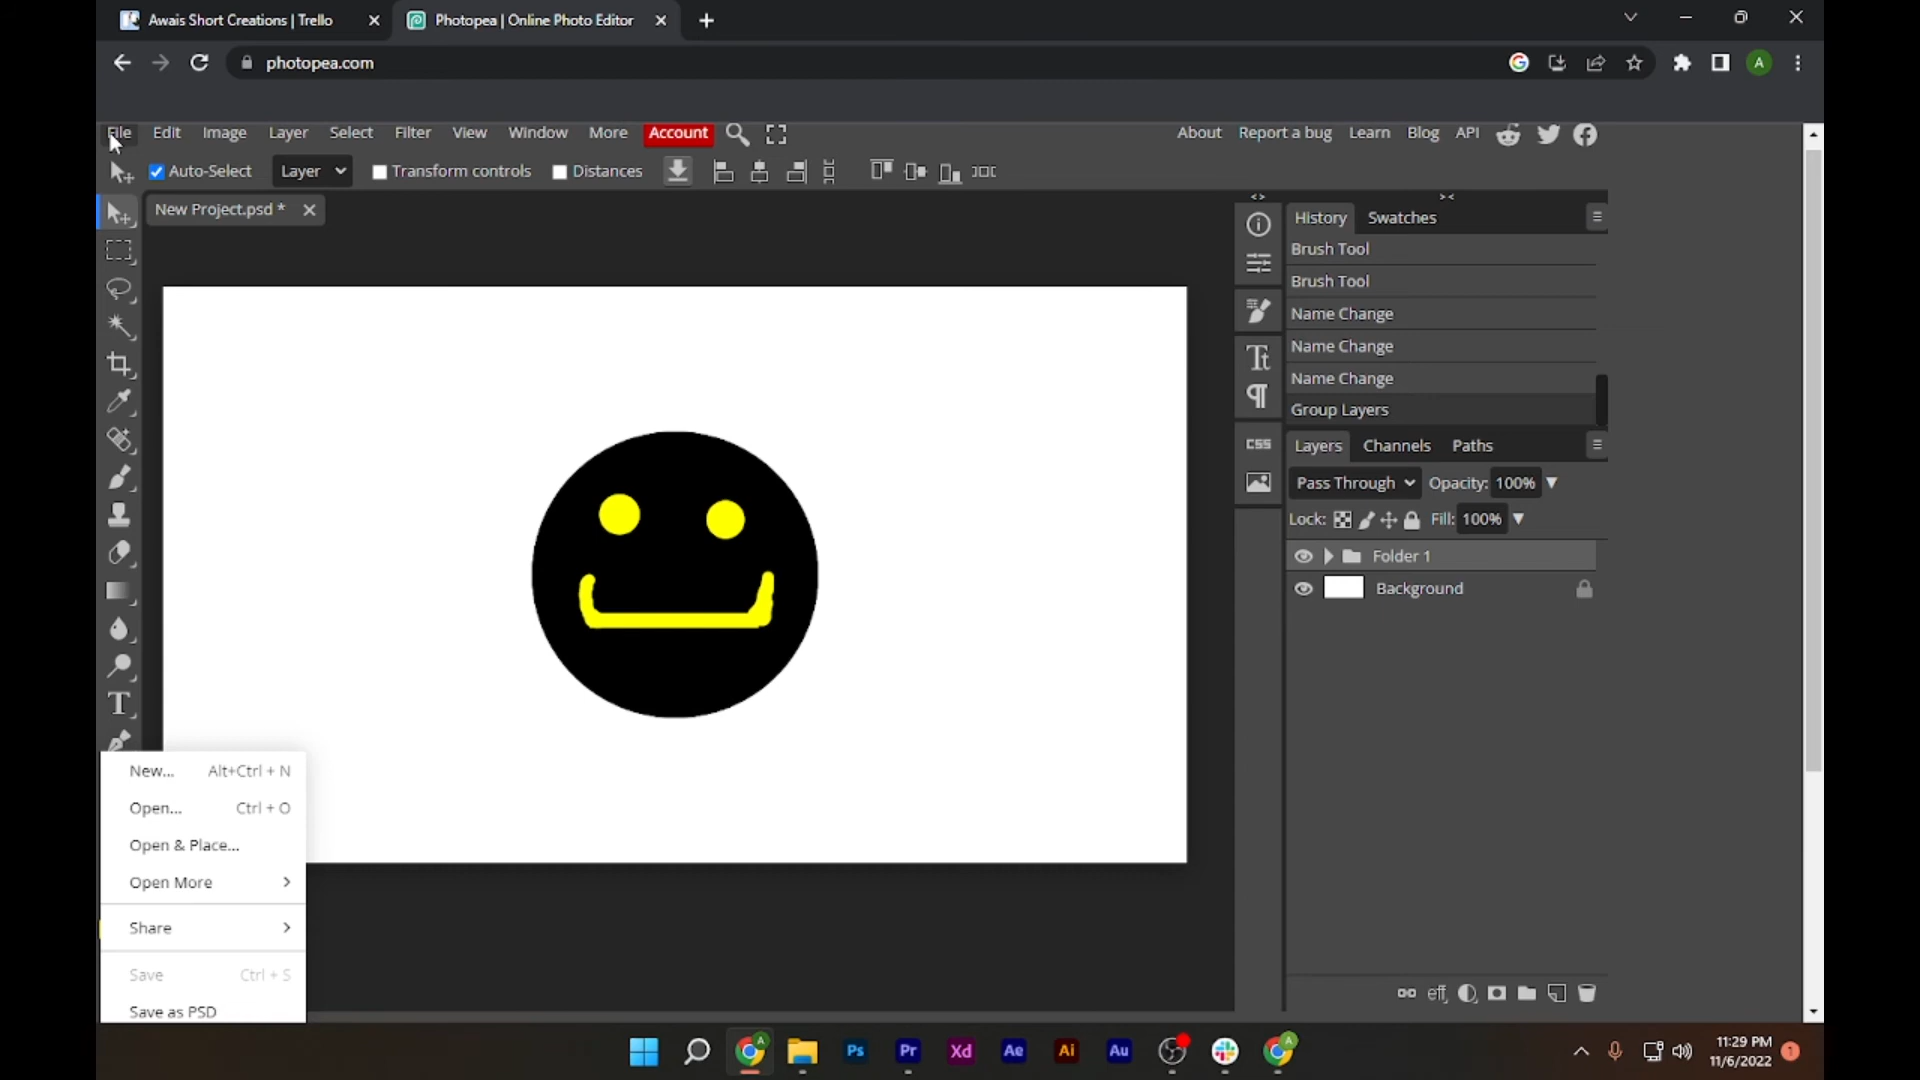 Awais Short Creations | Trello
Photopea | Online Photo Editor
photopea.com
A
File Edit Image Layer Select Filter View Window More Account
About Report a bug Learn Blog API
Auto-Select Layer Transform controls Distances
New Project.psd *
History Swatches
Brush Tool
Brush Tool
Name Change
Name Change
Name Change
Group Layers
CSS
Layers Channels Paths
Pass Through Opacity: 100%
Lock: Fill: 100%
Folder 1
Background
eff
New... Alt+Ctrl + N
Open... Ctrl + O
Open & Place...
Open More
Share
Save Ctrl + S
Save as PSD
Ps Pr Xd Ae Ai Au
11:29 PM
11/6/2022
1